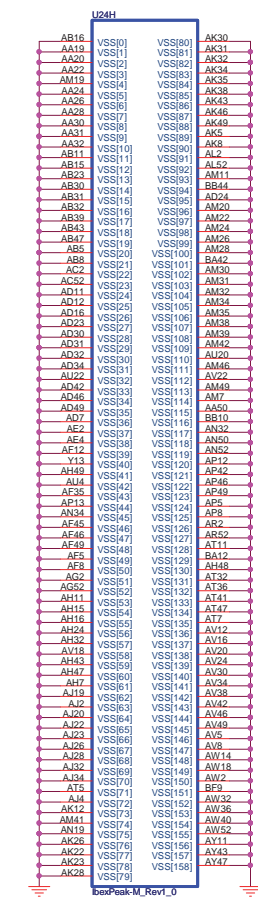 U24H
AB16 VSS[0] VSS[80] AK30
AA19 VSS[1] VSS[81] AK31
AA20 VSS[2] VSS[82] AK32
AA22 VSS[3] VSS[83] AK34
AM19 VSS[4] VSS[84] AK35
AA24 VSS[5] VSS[85] AK38
AA26 VSS[6] VSS[86] AK43
AA28 VSS[7] VSS[87] AK46
AA30 VSS[8] VSS[88] AK49
AA31 VSS[9] VSS[89] AK5
AA32 VSS[10] VSS[90] AK8
AB11 VSS[11] VSS[91] AL2
AB15 VSS[12] VSS[92] AL52
AB23 VSS[13] VSS[93] AM11
AB30 VSS[14] VSS[94] BB44
AB31 VSS[15] VSS[95] AD24
AB32 VSS[16] VSS[96] AM20
AB39 VSS[17] VSS[97] AM22
AB43 VSS[18] VSS[98] AM24
AB47 VSS[19] VSS[99] AM26
AB5 VSS[20] VSS[100] AM28
AB8 VSS[21] VSS[101] BA42
AC2 VSS[22] VSS[102] AM30
AC52 VSS[23] VSS[103] AM31
AD11 VSS[24] VSS[104] AM32
AD12 VSS[25] VSS[105] AM34
AD16 VSS[26] VSS[106] AM35
AD23 VSS[27] VSS[107] AM38
AD30 VSS[28] VSS[108] AM39
AD31 VSS[29] VSS[109] AM42
AD32 VSS[30] VSS[110] AU20
AD34 VSS[31] VSS[111] AM46
AU22 VSS[32] VSS[112] AV22
AD42 VSS[33] VSS[113] AM49
AD46 VSS[34] VSS[114] AM7
AD49 VSS[35] VSS[115] AA50
AD7 VSS[36] VSS[116] BB10
AE2 VSS[37] VSS[117] AN32
AE4 VSS[38] VSS[118] AN50
AF12 VSS[39] VSS[119] AN52
Y13 VSS[40] VSS[120] AP12
AH49 VSS[41] VSS[121] AP42
AU4 VSS[42] VSS[122] AP46
AF35 VSS[43] VSS[123] AP49
AP13 VSS[44] VSS[124] AP5
AN34 VSS[45] VSS[125] AP8
AF45 VSS[46] VSS[126] AR2
AF46 VSS[47] VSS[127] AR52
AF49 VSS[48] VSS[128] AT11
AF5 VSS[49] VSS[129] BA12
AF8 VSS[50] VSS[130] AH48
AG2 VSS[51] VSS[131] AT32
AG52 VSS[52] VSS[132] AT36
AH11 VSS[53] VSS[133] AT41
AH15 VSS[54] VSS[134] AT47
AH16 VSS[55] VSS[135] AT7
AH24 VSS[56] VSS[136] AV12
AH32 VSS[57] VSS[137] AV16
AV18 VSS[58] VSS[138] AV20
AH43 VSS[59] VSS[139] AV24
AH47 VSS[60] VSS[140] AV30
AH7 VSS[61] VSS[141] AV34
AJ19 VSS[62] VSS[142] AV38
AJ2 VSS[63] VSS[143] AV42
AJ20 VSS[64] VSS[144] AV46
AJ22 VSS[65] VSS[145] AV49
AJ23 VSS[66] VSS[146] AV5
AJ26 VSS[67] VSS[147] AV8
AJ28 VSS[68] VSS[148] AW14
AJ32 VSS[69] VSS[149] AW18
AJ34 VSS[70] VSS[150] AW2
AT5 VSS[71] VSS[151] BF9
AJ4 VSS[72] VSS[152] AW32
AK12 VSS[73] VSS[153] AW36
AM41 VSS[74] VSS[154] AW40
AN19 VSS[75] VSS[155] AW52
AK26 VSS[76] VSS[156] AY11
AK22 VSS[77] VSS[157] AY43
AK23 VSS[78] VSS[158] AY47
AK28 VSS[79]
IbexPeak-M_Rev1_0